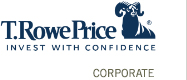 T.RowePrice
INVEST WITH CONFIDENCE
CORPORATE